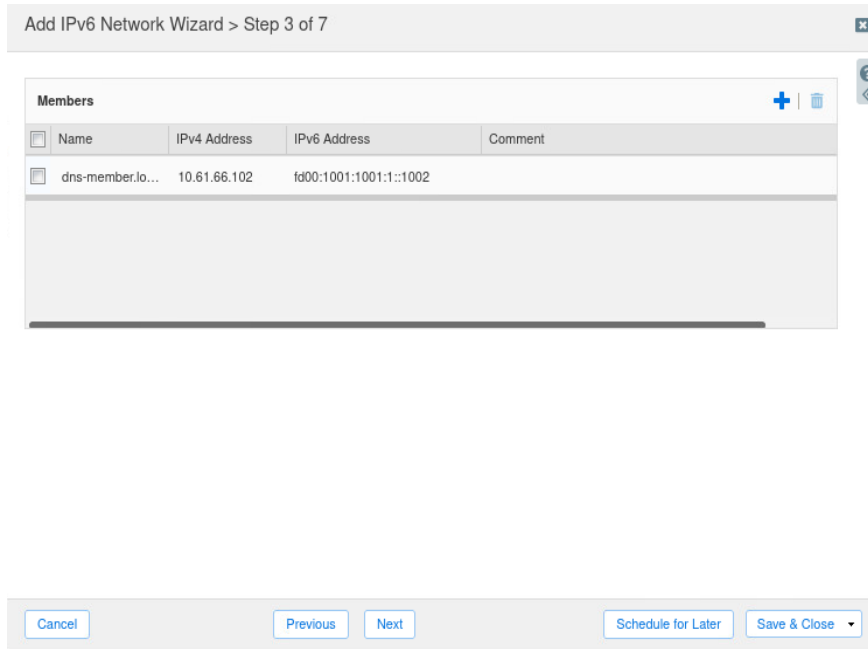 Add IPv6 Network Wizard > Step 3 of 7
Members
Name IPv4 Address IPv6 Address Comment
dns-member.lo... 10.61.66.102 fd00:1001:1001:1::1002
Cancel Previous Next Schedule for Later Save & Close